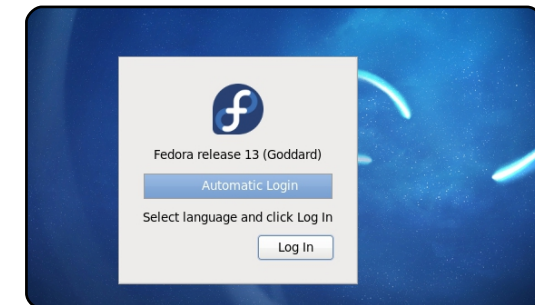 Fedora release 13 (Goddard)
Automatic Login
Select language and click Log In
Log In